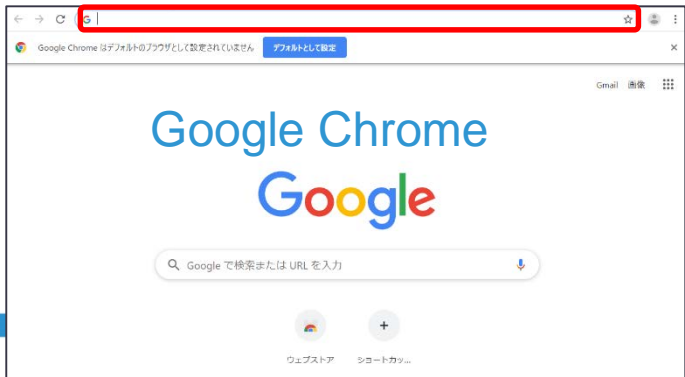 G
Google Chrome はデフォルトのブラウザとして設定されていません デフォルトとして設定
Gmail 画像
Google Chrome
Google
Google で検索または URL を入力
ウェブストア ショートカッ...